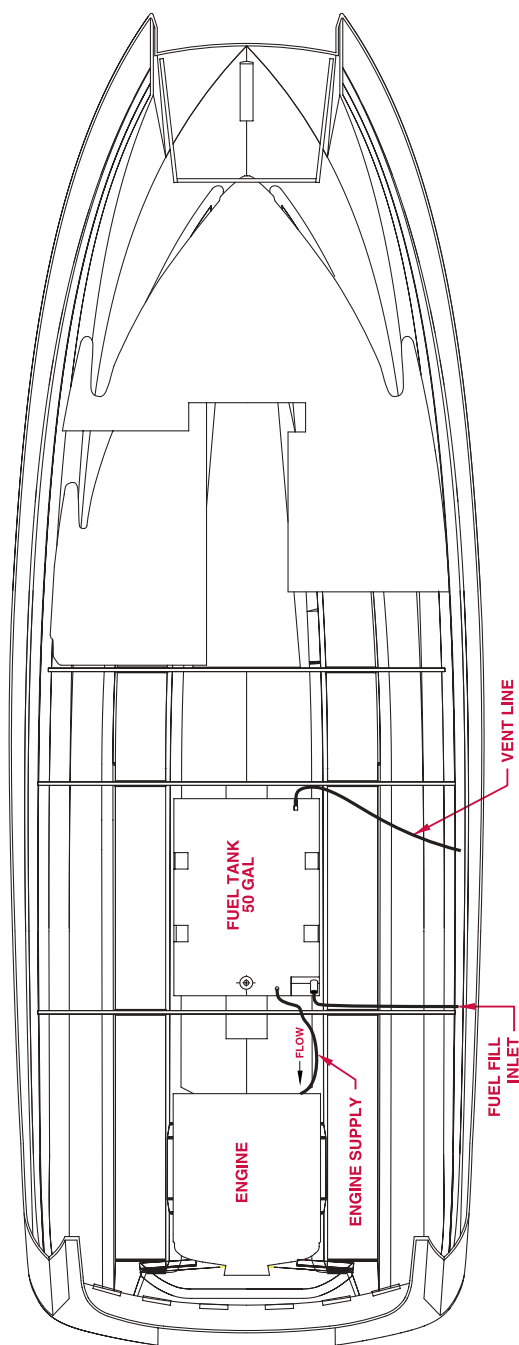 VENT LINE
FUEL TANK
50 GAL
FLOW
FUEL FILL
INLET
ENGINE SUPPLY
ENGINE